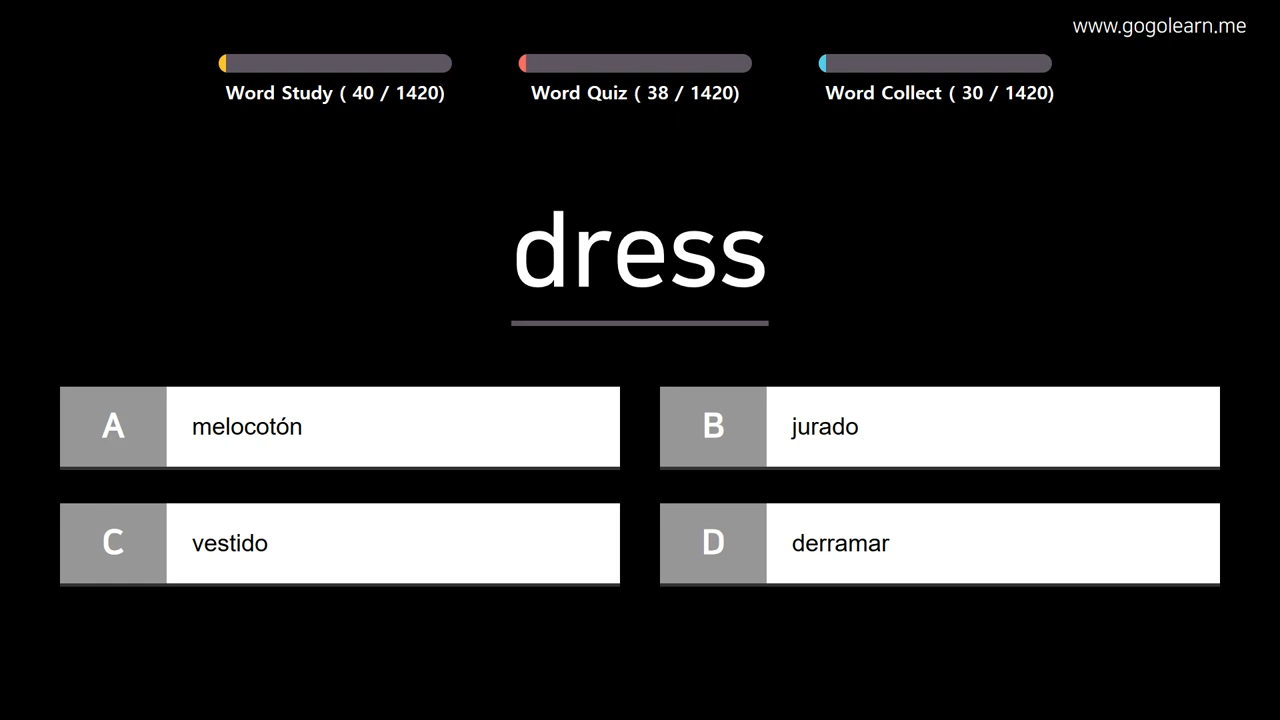 www.gogolearn.me
Word Study ( 40 / 1420)
Word Quiz ( 38 / 1420)
Word Collect ( 30 / 1420)
dress
A melocotón
B jurado
C vestido
D derramar